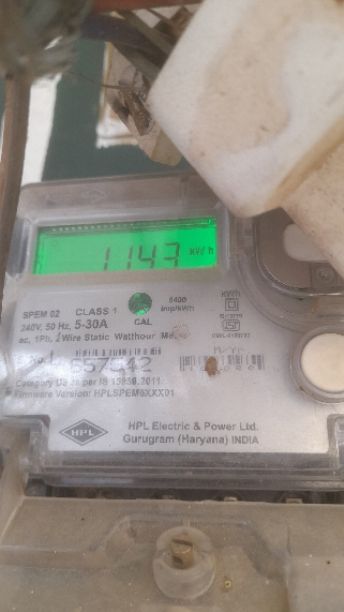 1143 kWh
SPEM 02 CLASS 1
6400 imp/kWh
240V, 50 Hz, 5-30A CAL
ac, 1Ph, 2Wire Static Watthour
557542
Category
Firmware Version: HPLSPEM0XXX01
HPL
HPL Electric & Power Ltd.
Gurugram (Haryana) INDIA